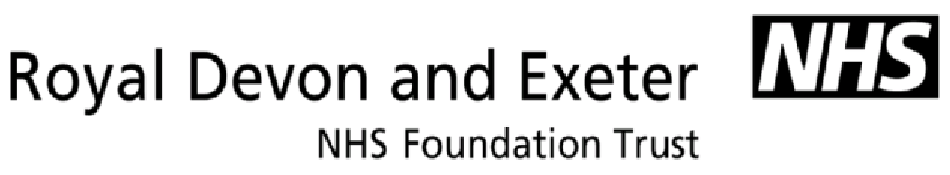 Royal Devon and Exeter NHS
NHS Foundation Trust